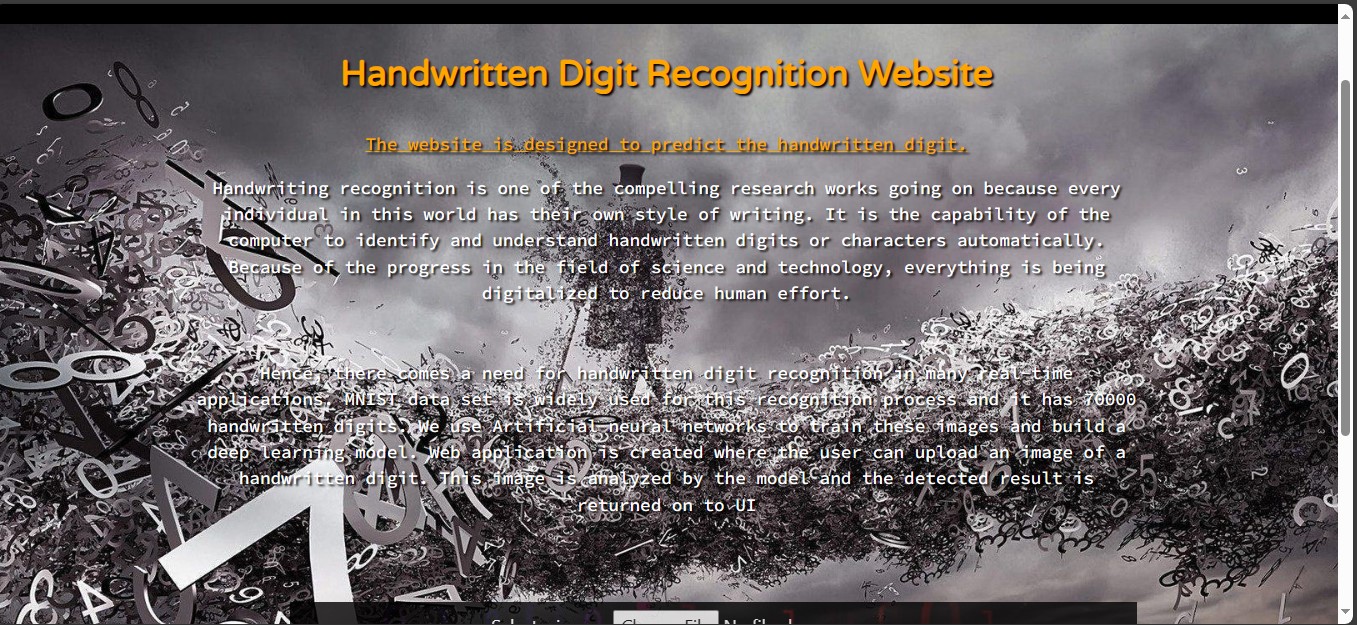 Handwritten Digit Recognition Website
The website is designed to predict the handwritten digit.
Handwriting recognition is one of the compelling research works going on because every
individual in this world has their own style of writing. It is the capability of the
computer to identify and understand handwritten digits or characters automatically.
Because of the progress in the field of science and technology, everything is being
digitalized to reduce human effort.
Hence, there comes a need for handwritten digit recognition in many real-time
applications. MNIST data set is widely used for this recognition process and it has 70000
handwritten digits. We use Artificial neural networks to train these images and build a
deep learning model. Web application is created where the user can upload an image of a
handwritten digit. This image is analyzed by the model and the detected result is
returned on to UI